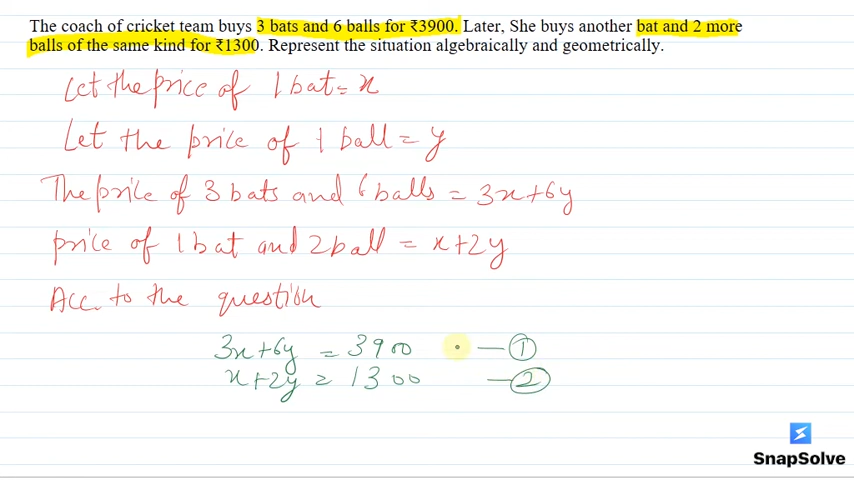 The coach of cricket team buys 3 bats and 6 balls for ₹3900. Later, She buys another bat and 2 more
balls of the same kind for ₹1300. Represent the situation algebraically and geometrically.
Let the price of 1 bat = x
Let the price of 1 ball = y
The price of 3 bats and 6 balls = 3x+6y
price of 1 bat and 2 ball = x+2y
Acc. to the question
3x+6y = 3900 — ①
x+2y = 1300 — ②
SnapSolve